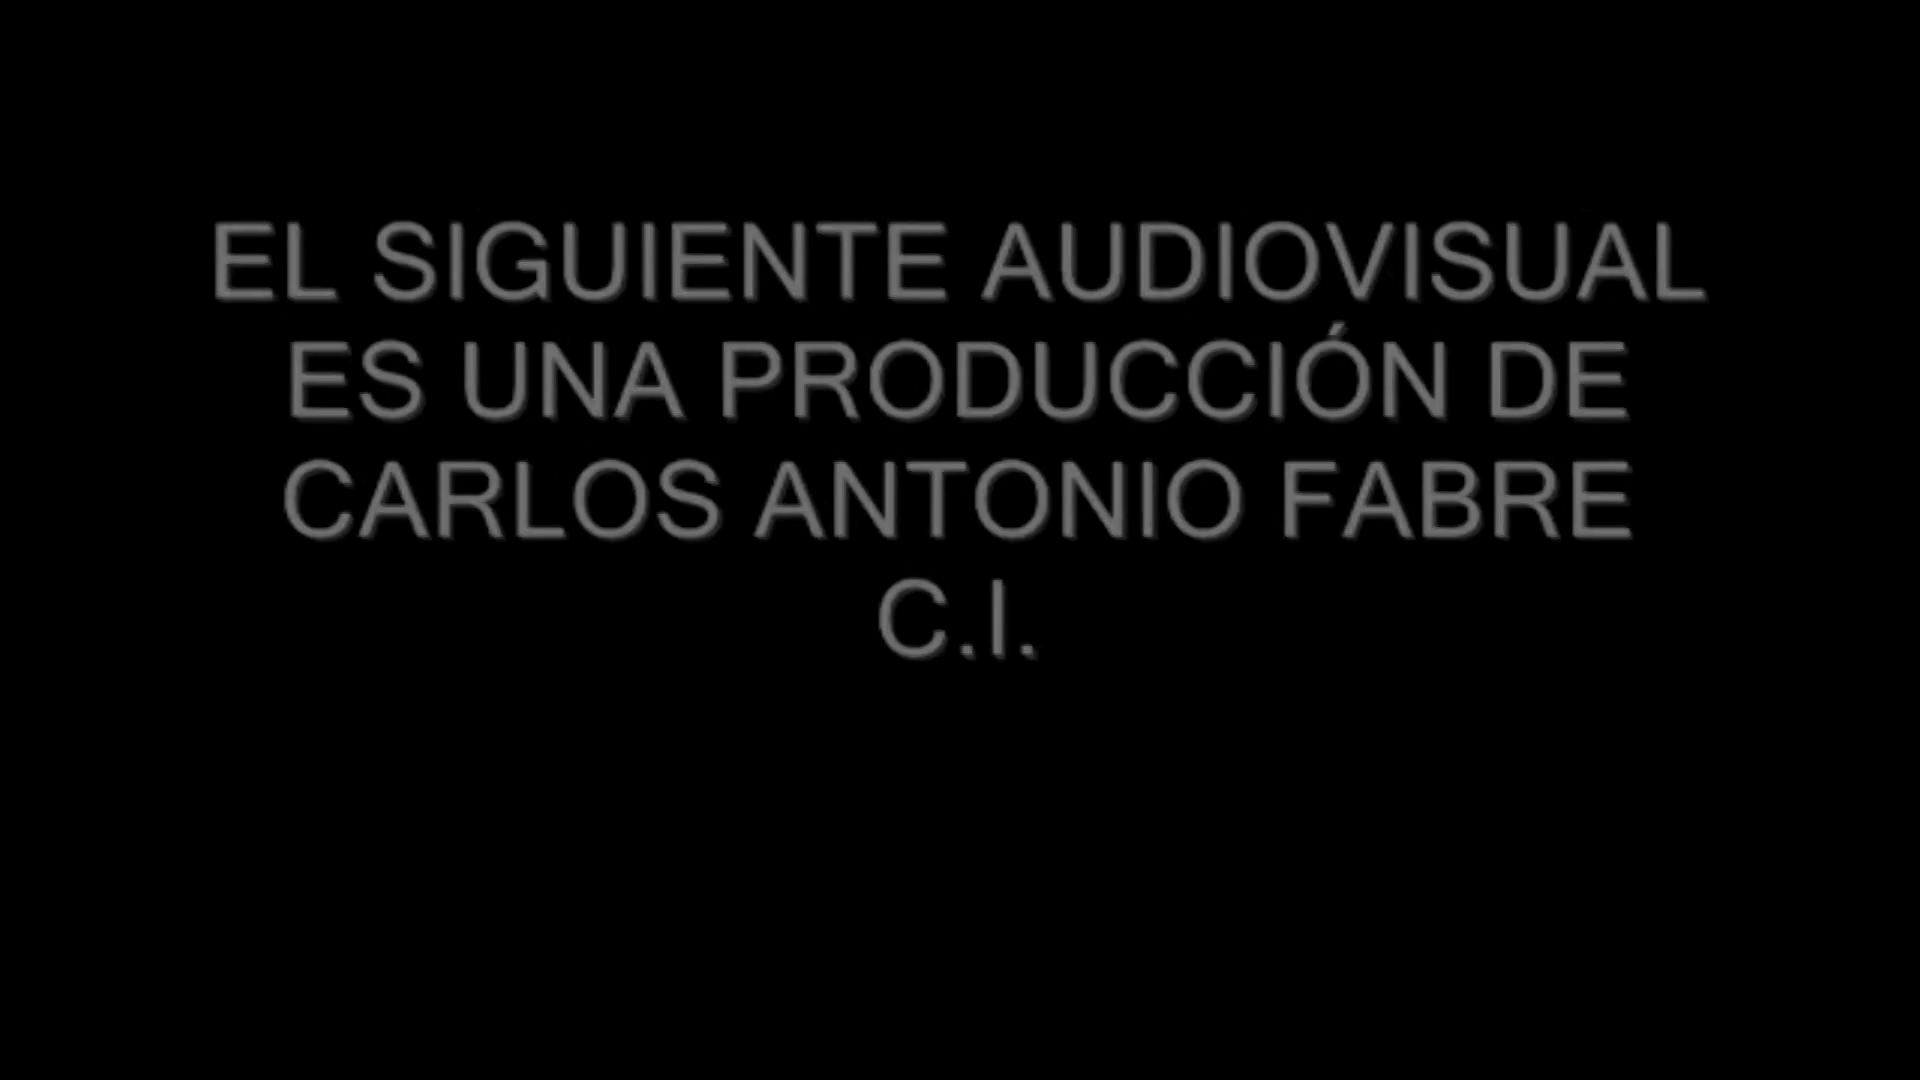 EL SIGUIENTE AUDIOVISUAL
ES UNA PRODUCCIÓN DE
CARLOS ANTONIO FABRE
C.I.